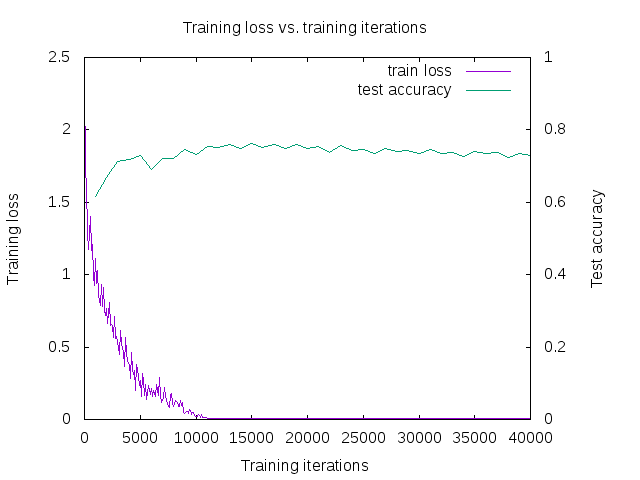 Training loss vs. training iterations
train loss
test accuracy
2.5
2
1.5
1
0.5
0
1
0.8
0.6
0.4
0.2
0
Training loss
Test accuracy
0 5000 10000 15000 20000 25000 30000 35000 40000
Training iterations